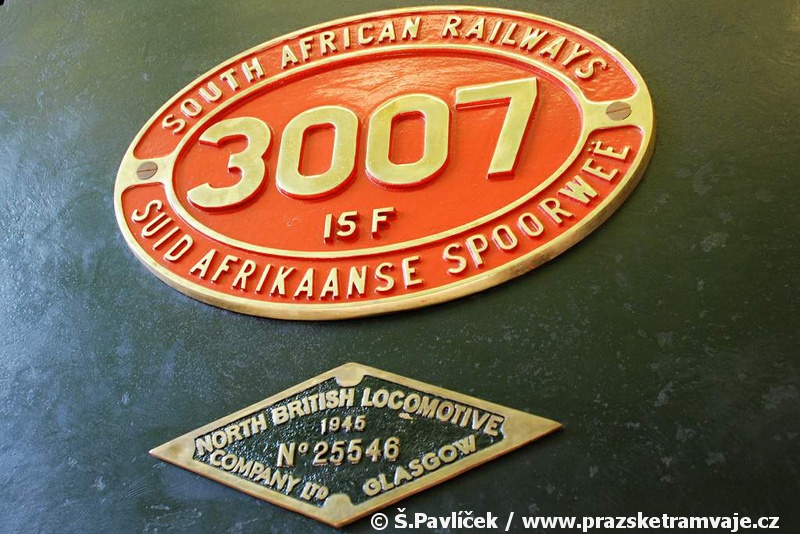 SOUTH AFRICAN RAILWAYS
3007
15 F
SUID AFRIKAANSE SPOORWEË
NORTH BRITISH LOCOMOTIVE
1945
Nº 25546
COMPANY LTD GLASGOW
© Š.Pavlíček / www.prazsketramvaje.cz